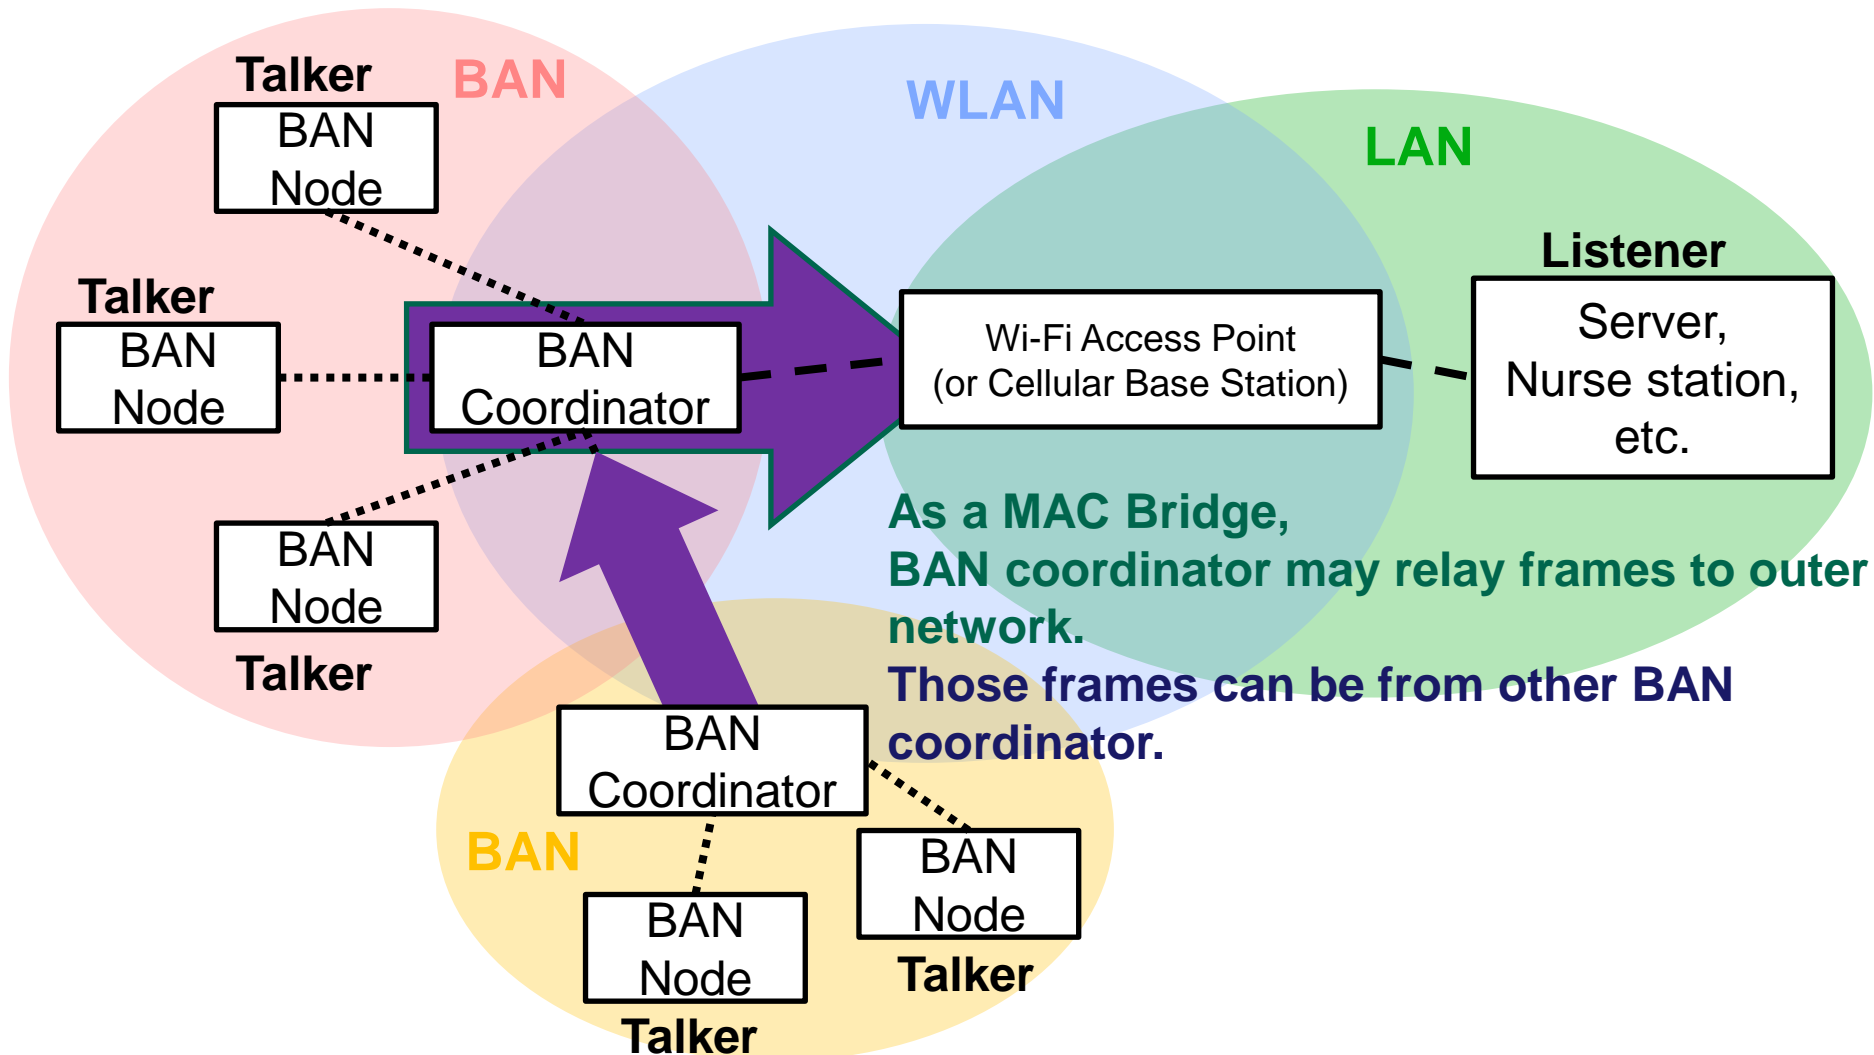 Talker
BAN
WLAN
LAN
BAN
Node
Talker
BAN
Node
BAN
Coordinator
Wi-Fi Access Point
(or Cellular Base Station)
Listener
Server,
Nurse station,
etc.
BAN
Node
Talker
As a MAC Bridge,
BAN coordinator may relay frames to outer
network.
Those frames can be from other BAN
coordinator.
BAN
Coordinator
BAN
BAN
Node
Talker
BAN
Node
Talker